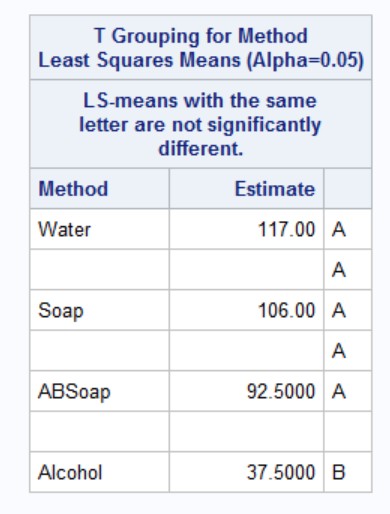 T Grouping for Method
Least Squares Means (Alpha=0.05)
LS-means with the same
letter are not significantly
different.
Method Estimate
Water 117.00 A
A
Soap 106.00 A
A
ABSoap 92.5000 A
Alcohol 37.5000 B